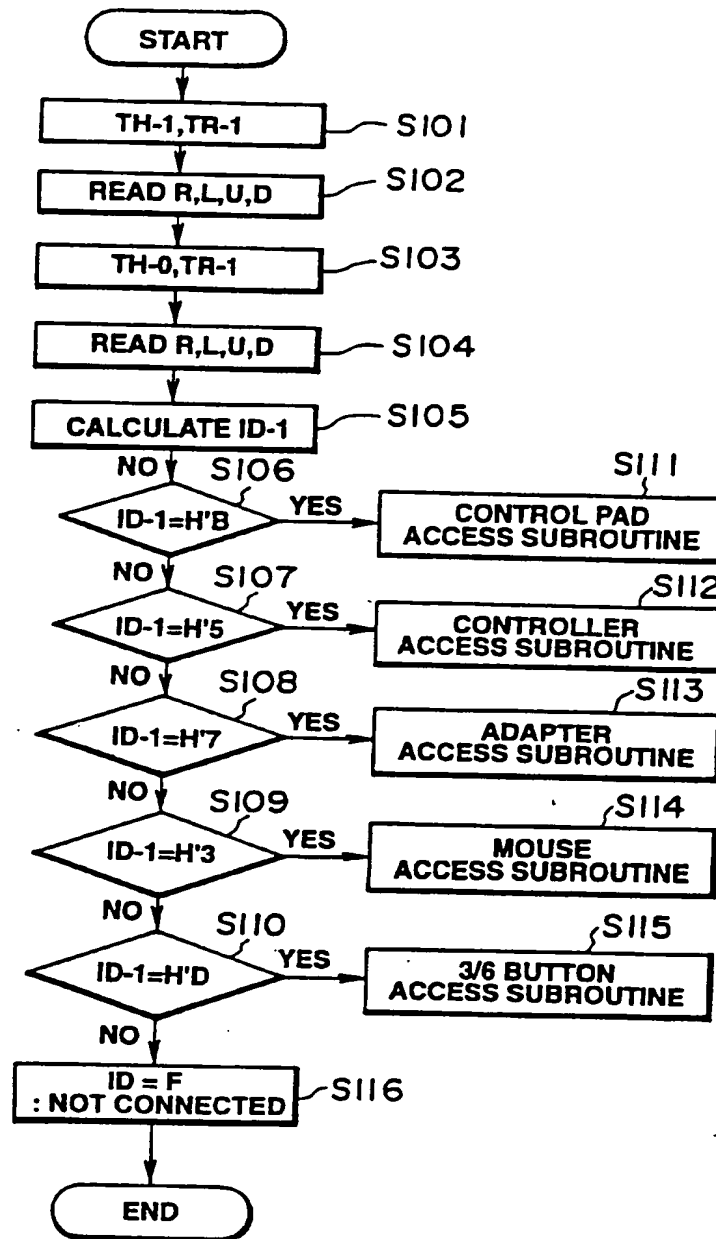 START
TH-1,TR-1
S101
READ R,L,U,D
S102
TH-0,TR-1
S103
READ R,L,U,D
S104
CALCULATE ID-1
S105
NO
S106
ID-1=H'B
YES
S111
CONTROL PAD
ACCESS SUBROUTINE
NO
S107
ID-1=H'5
YES
S112
CONTROLLER
ACCESS SUBROUTINE
NO
S108
ID-1=H'7
YES
S113
ADAPTER
ACCESS SUBROUTINE
NO
S109
ID-1=H'3
YES
S114
MOUSE
ACCESS SUBROUTINE
NO
S110
ID-1=H'D
YES
S115
3/6 BUTTON
ACCESS SUBROUTINE
NO
ID = F
: NOT CONNECTED
S116
END